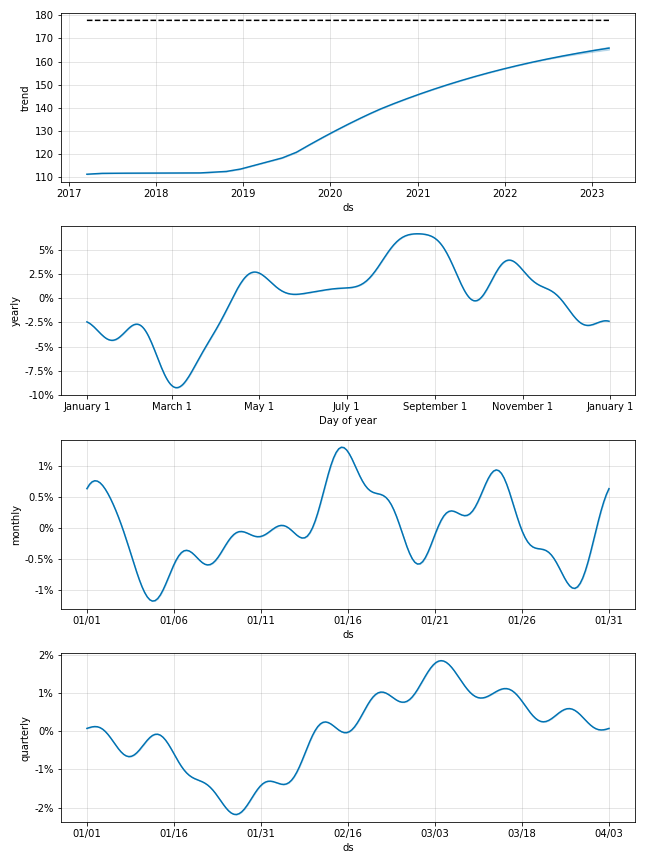 180
170
160
150
140
130
120
110
trend
2017 2018 2019 2020 2021 2022 2023
ds
5%
2.5%
0%
-2.5%
-5%
-7.5%
-10%
yearly
January 1 March 1 May 1 July 1 September 1 November 1 January 1
Day of year
1%
0.5%
0%
-0.5%
-1%
monthly
01/01 01/06 01/11 01/16 01/21 01/26 01/31
ds
2%
1%
0%
-1%
-2%
quarterly
01/01 01/16 01/31 02/16 03/03 03/18 04/03
ds